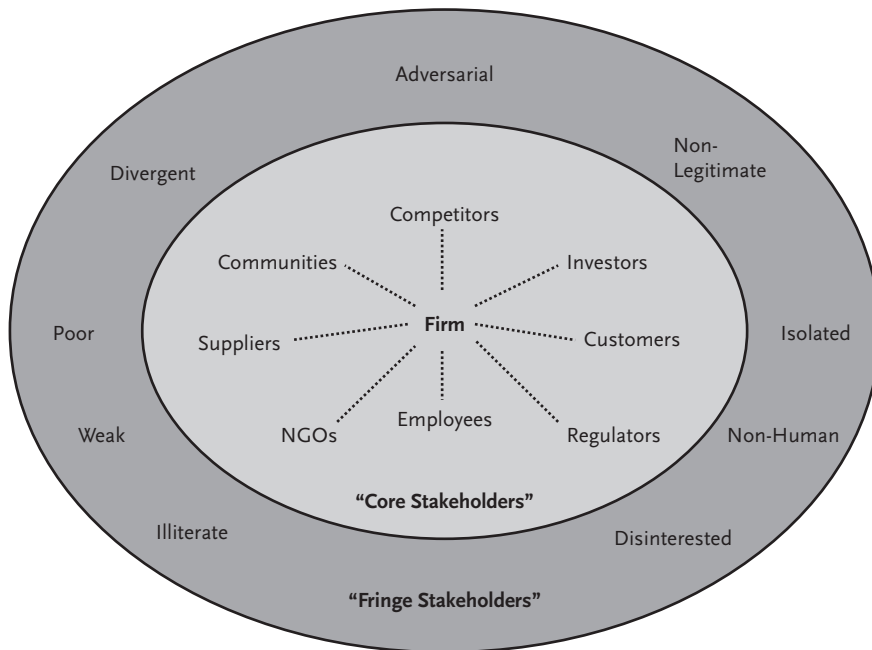 Adversarial
Non-
Legitimate
Divergent
Competitors
Communities
Investors
Firm
Poor
Suppliers
Customers
Isolated
Weak
NGOs
Employees
Regulators
Non-Human
“Core Stakeholders”
Illiterate
Disinterested
“Fringe Stakeholders”